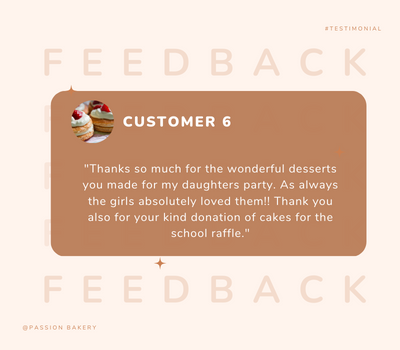 #TESTIMONIAL
FEEDBACK
CUSTOMER 6
"Thanks so much for the wonderful desserts
you made for my daughters party. As always
the girls absolutely loved them!! Thank you
also for your kind donation of cakes for the
school raffle."
FEEDBACK
@PASSION BAKERY